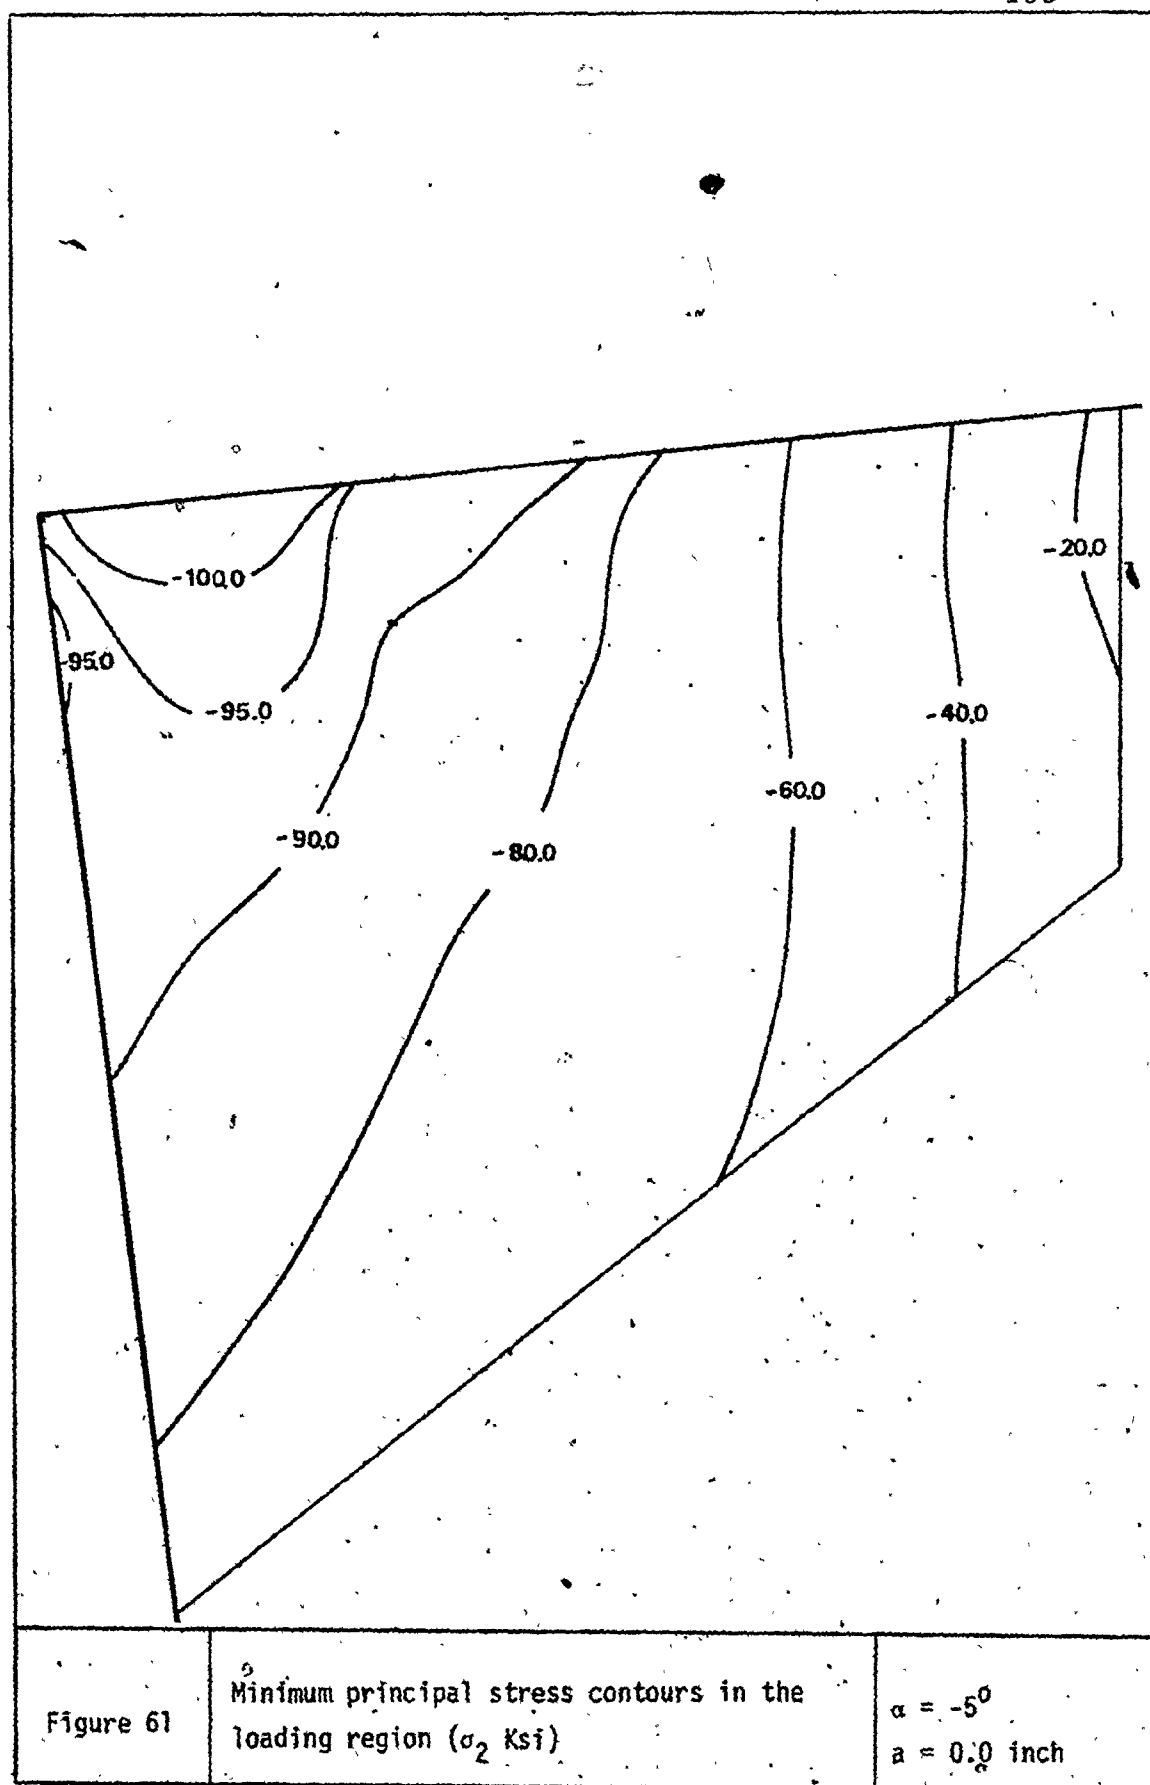 -100.0
-95.0
-95.0
-90.0
-80.0
-60.0
-40.0
-20.0
Figure 61
Minimum principal stress contours in the
loading region (σ₂ Ksi)
α = -5⁰
a = 0.0 inch